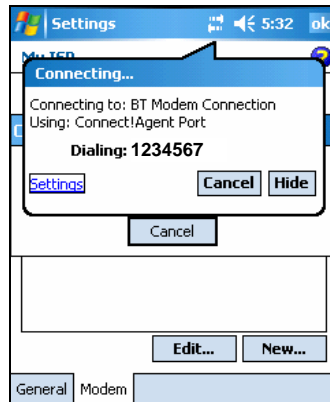 Settings 5:32 ok
My ISP
Connecting...
Connecting to: BT Modem Connection
Using: Connect!Agent Port
Dialing: 1234567
Settings Cancel Hide
Cancel
Edit... New...
General Modem